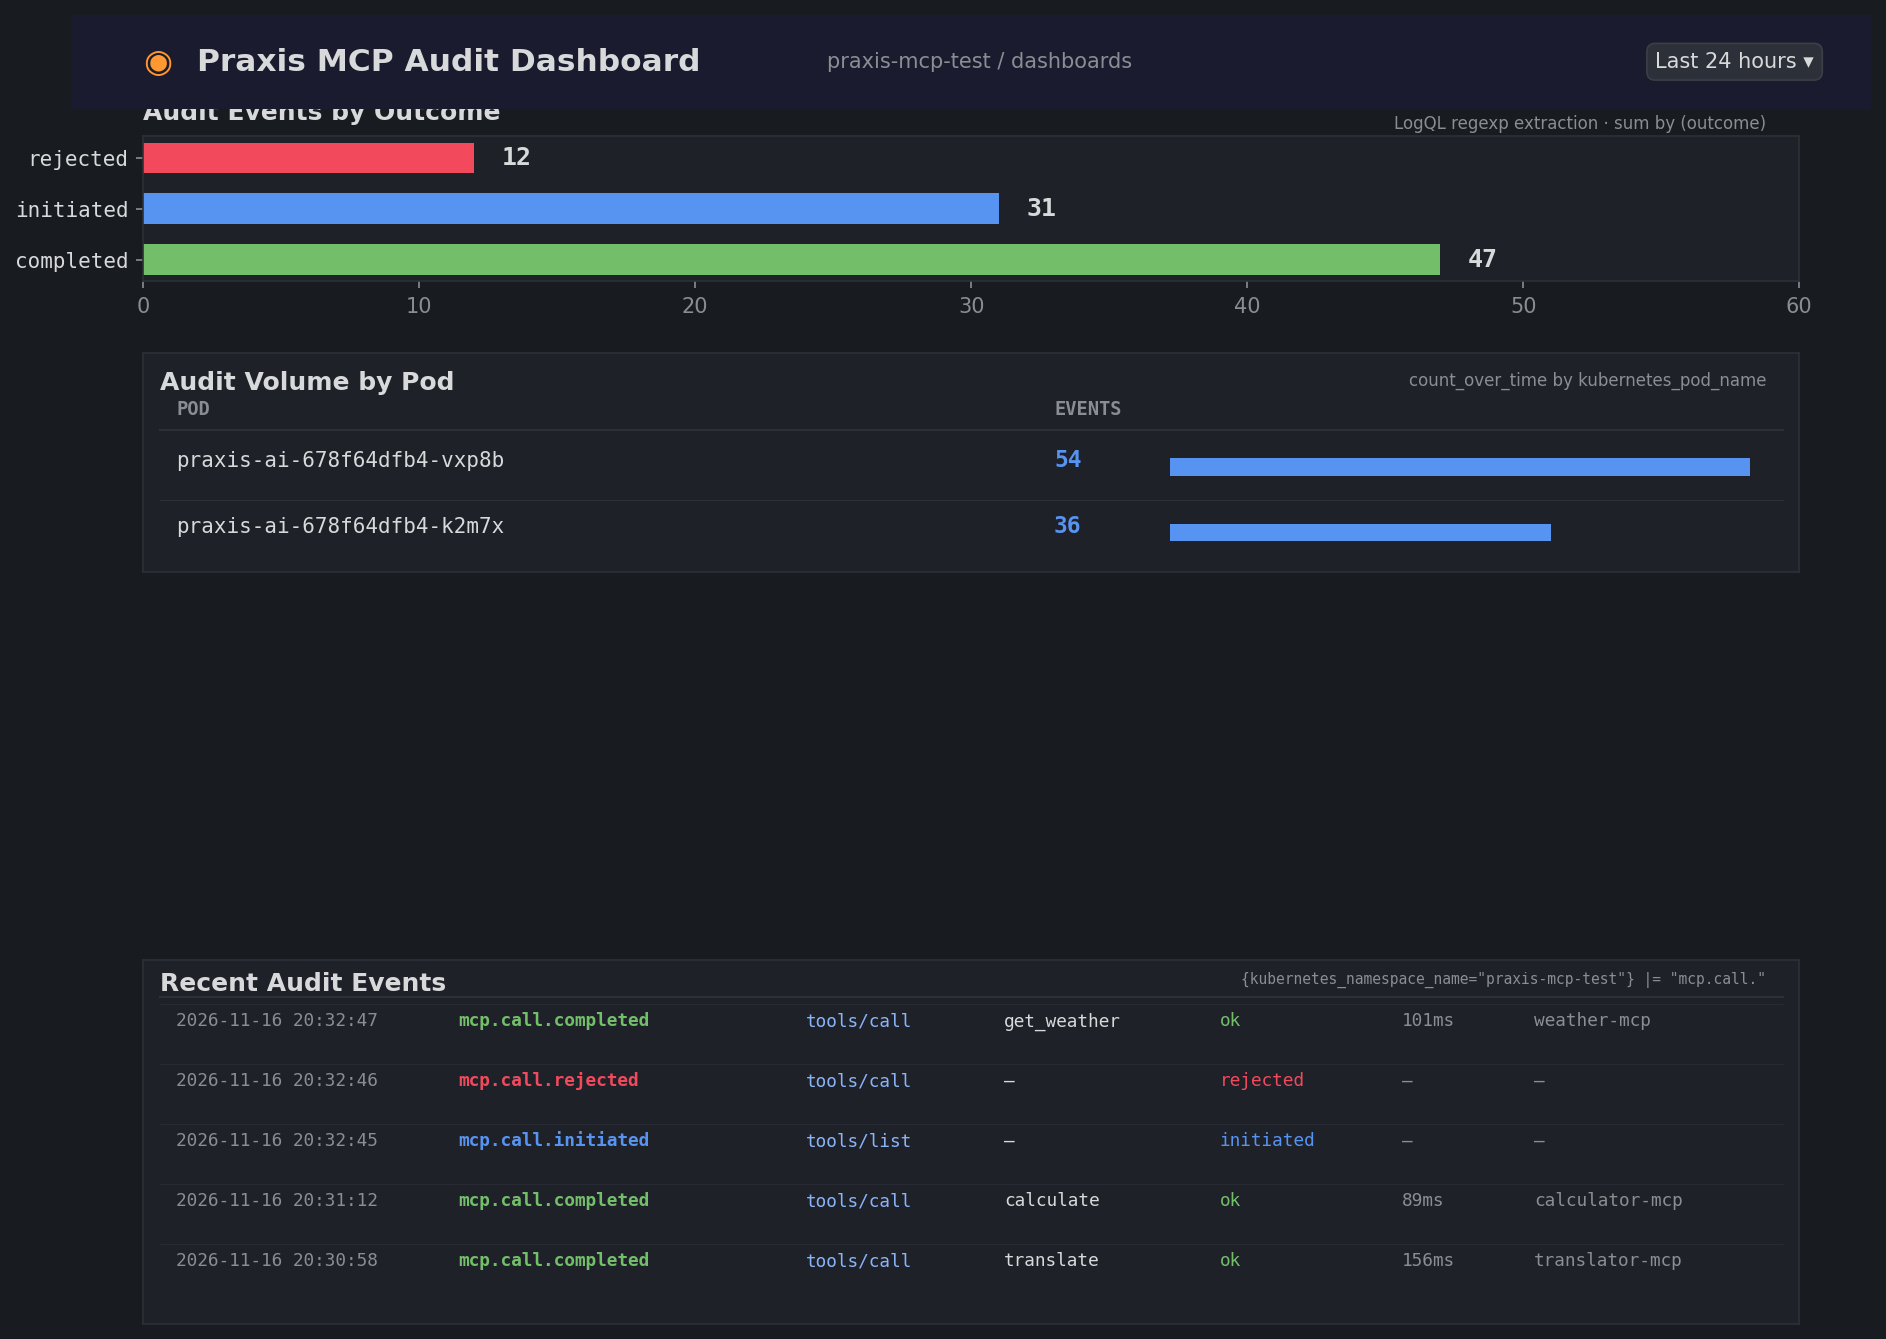 ◉ Praxis MCP Audit Dashboard praxis-mcp-test / dashboards Last 24 hours ▾
Audit Events by Outcome
LogQL regexp extraction · sum by (outcome)
rejected 12
initiated 31
completed 47
0 10 20 30 40 50 60
Audit Volume by Pod count_over_time by kubernetes_pod_name
POD EVENTS
praxis-ai-678f64dfb4-vxp8b 54
praxis-ai-678f64dfb4-k2m7x 36
Recent Audit Events {kubernetes_namespace_name="praxis-mcp-test"} |= "mcp.call."
2026-11-16 20:32:47 mcp.call.completed tools/call get_weather ok 101ms weather-mcp
2026-11-16 20:32:46 mcp.call.rejected tools/call — rejected — —
2026-11-16 20:32:45 mcp.call.initiated tools/list — initiated — —
2026-11-16 20:31:12 mcp.call.completed tools/call calculate ok 89ms calculator-mcp
2026-11-16 20:30:58 mcp.call.completed tools/call translate ok 156ms translator-mcp